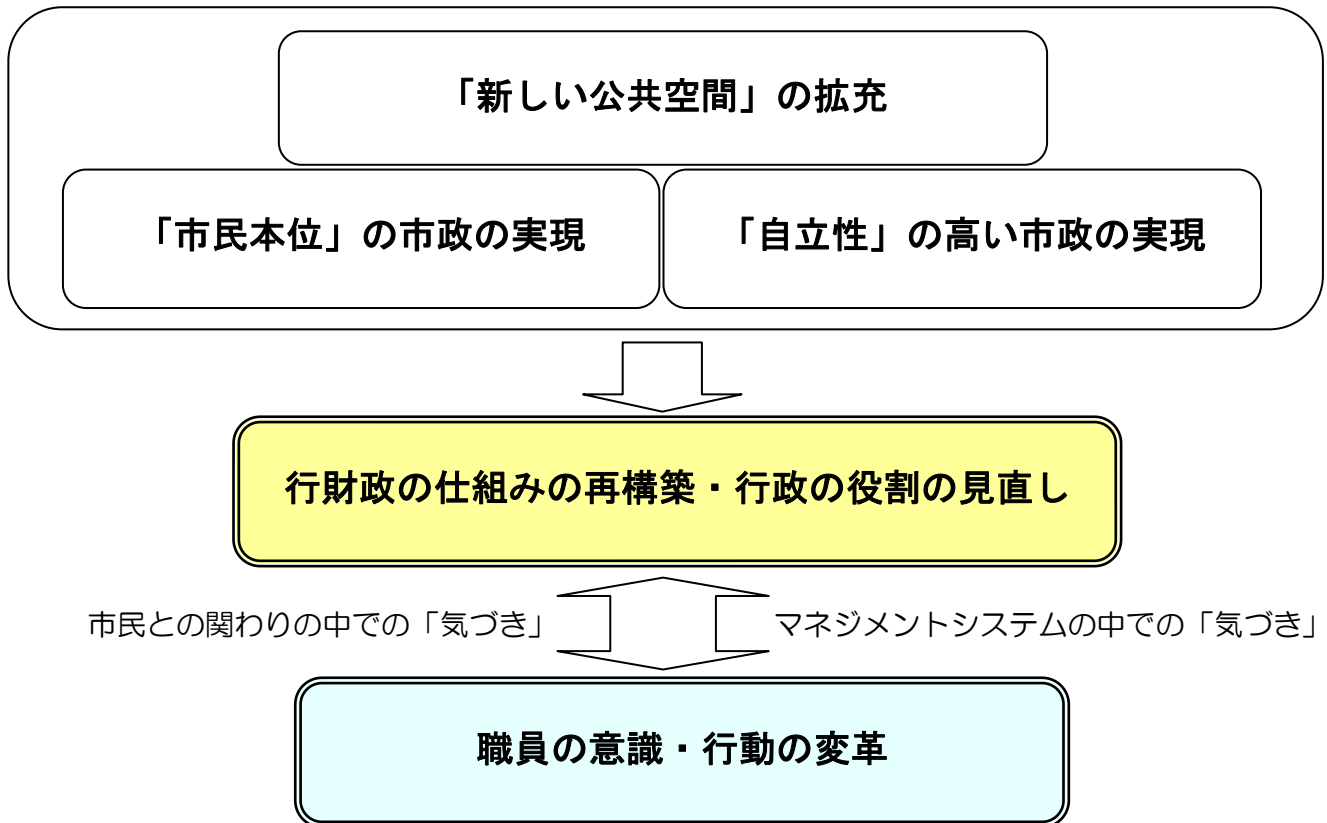 「新しい公共空間」の拡充
「市民本位」の市政の実現
「自立性」の高い市政の実現
行財政の仕組みの再構築・行政の役割の見直し
市民との関わりの中での「気づき」
マネジメントシステムの中での「気づき」
職員の意識・行動の変革